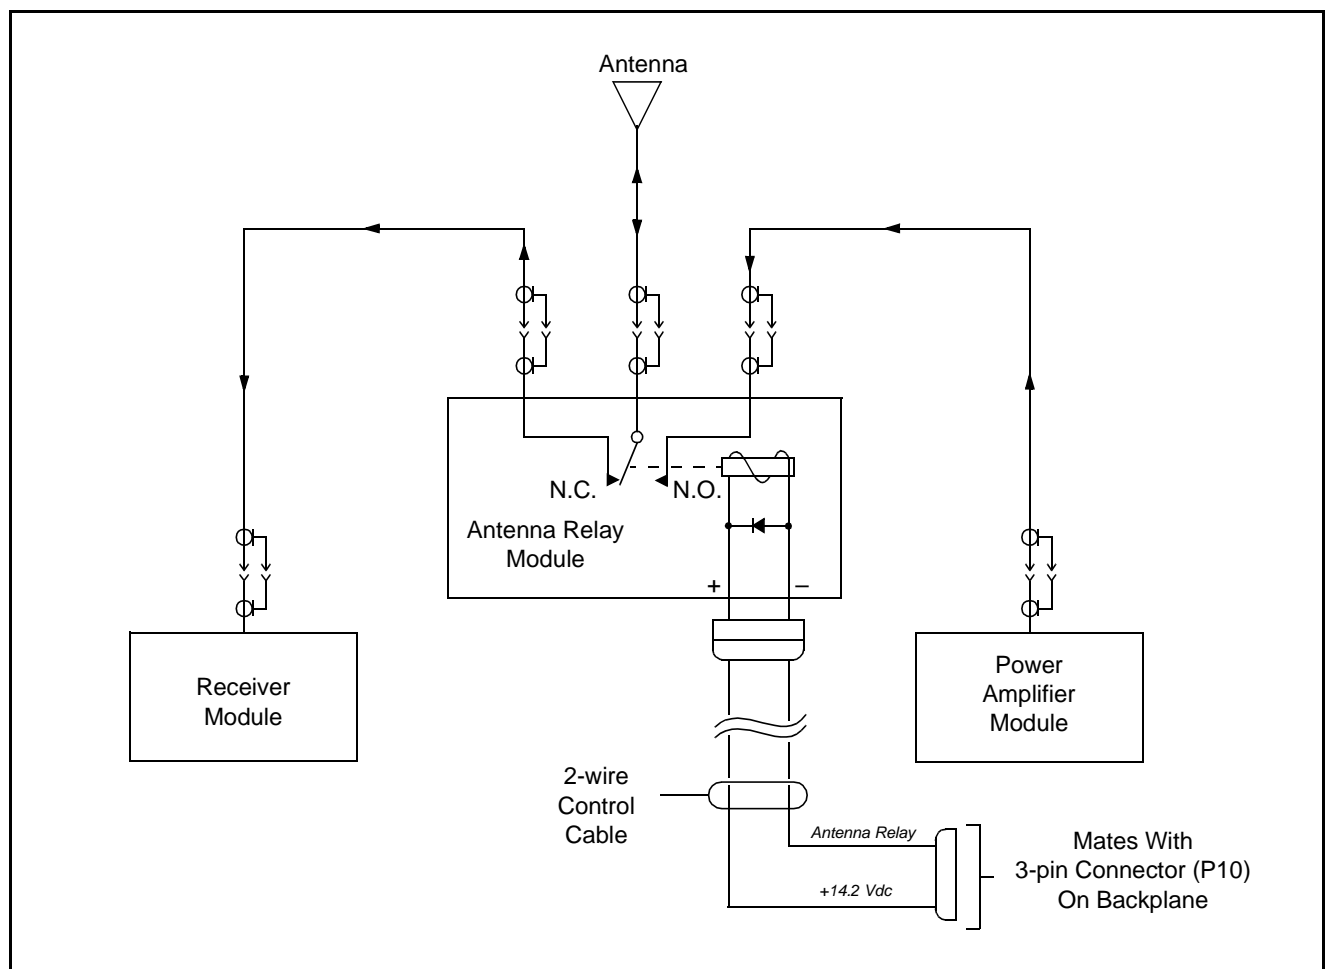 Antenna
N.C.
N.O.
Antenna Relay
Module
+
–
Receiver
Module
Power
Amplifier
Module
2-wire
Control
Cable
Antenna Relay
+14.2 Vdc
Mates With
3-pin Connector (P10)
On Backplane